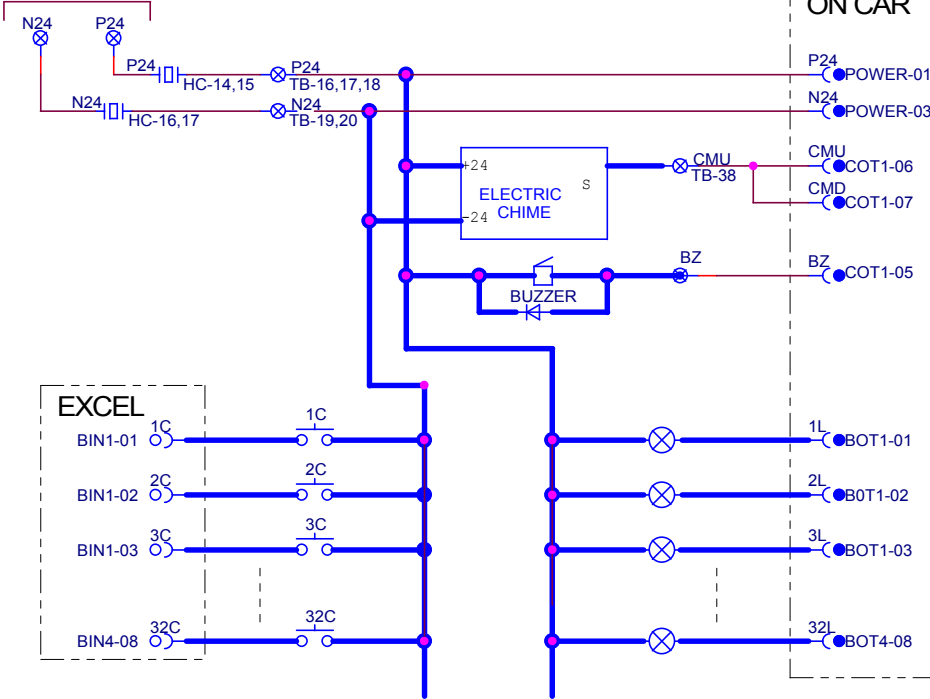 ON CAR
N24 P24
P24 HC-14,15 P24 TB-16,17,18 P24 POWER-01
N24 HC-16,17 N24 TB-19,20 N24 POWER-03
+24 ELECTRIC CHIME S -24
CMU TB-38 CMU COT1-06
CMD COT1-07
BUZZER BZ BZ COT1-05
EXCEL
BIN1-01 1C 1C 1L BOT1-01
BIN1-02 2C 2C 2L B0T1-02
BIN1-03 3C 3C 3L BOT1-03
BIN4-08 32C 32C 32L BOT4-08